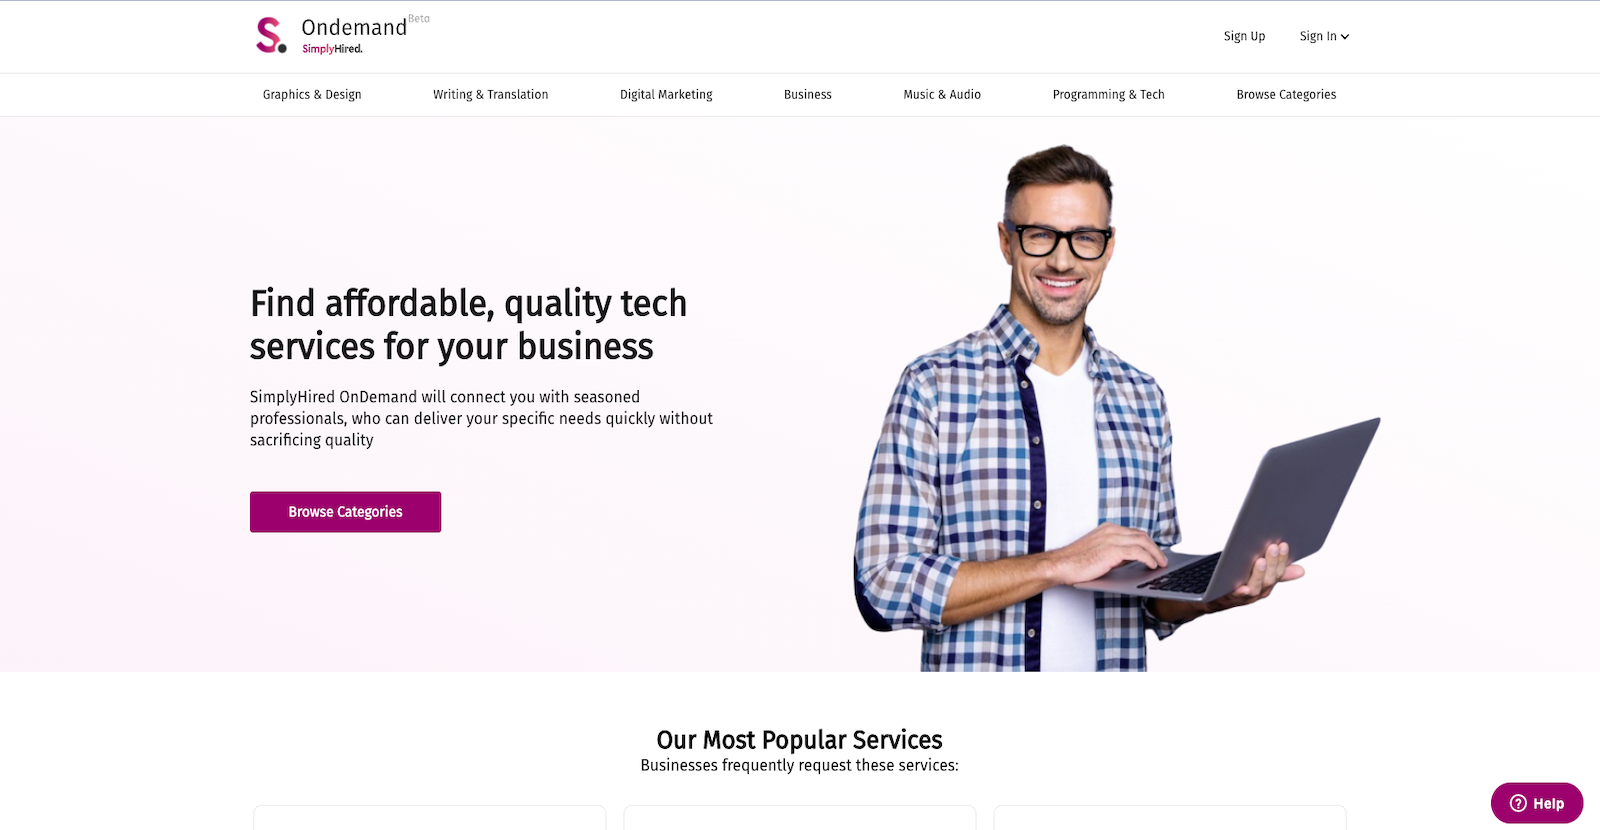 S.
Ondemand Beta
SimplyHired.
Sign Up
Sign In
Graphics & Design
Writing & Translation
Digital Marketing
Business
Music & Audio
Programming & Tech
Browse Categories
Find affordable, quality tech
services for your business
SimplyHired OnDemand will connect you with seasoned
professionals, who can deliver your specific needs quickly without
sacrificing quality
Browse Categories
Our Most Popular Services
Businesses frequently request these services:
? Help